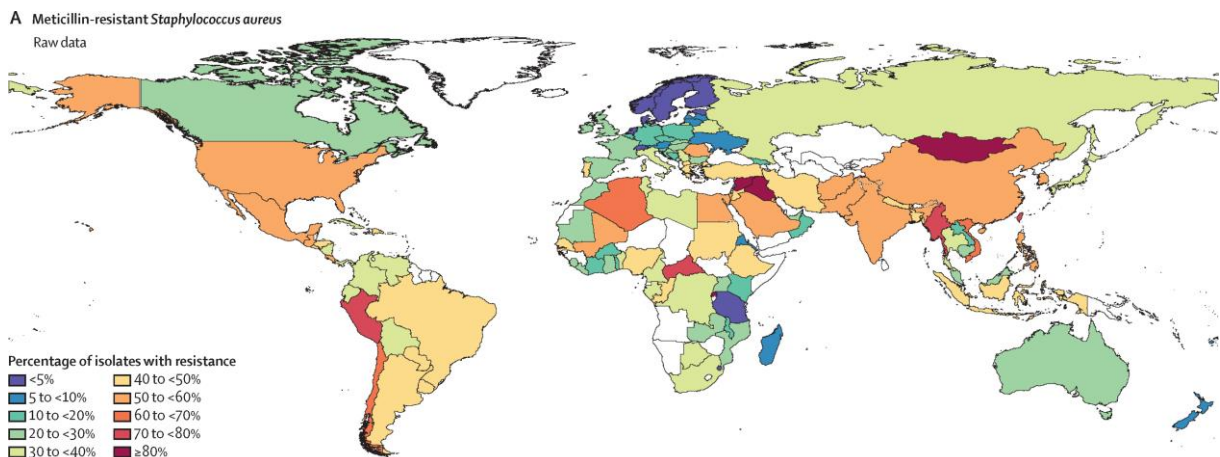 A Meticillin-resistant Staphylococcus aureus
Raw data
Percentage of isolates with resistance
<5%
5 to <10%
10 to <20%
20 to <30%
30 to <40%
40 to <50%
50 to <60%
60 to <70%
70 to <80%
≥80%